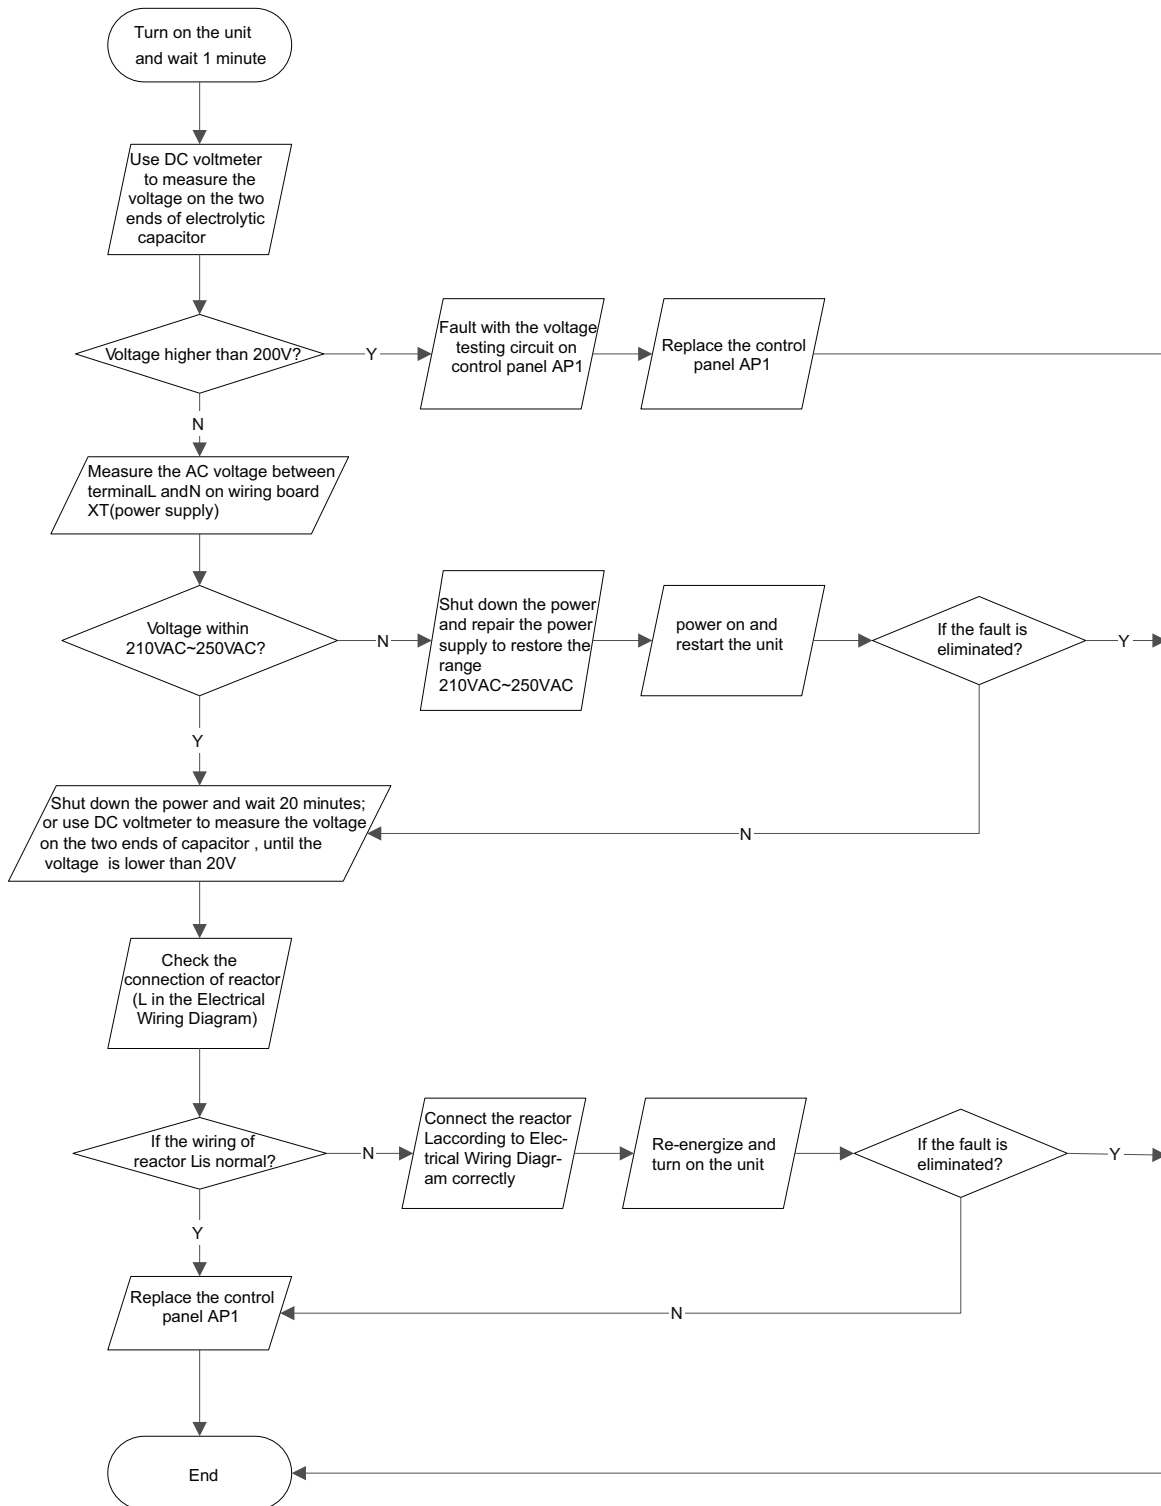 Turn on the unit
and wait 1 minute
Use DC voltmeter
to measure the
voltage on the two
ends of electrolytic
capacitor
Voltage higher than 200V?
Y
Fault with the voltage
testing circuit on
control panel AP1
Replace the control
panel AP1
N
Measure the AC voltage between
terminalL andN on wiring board
XT(power supply)
Voltage within
210VAC~250VAC?
N
Shut down the power
and repair the power
supply to restore the
range
210VAC~250VAC
power on and
restart the unit
If the fault is
eliminated?
Y
Y
Shut down the power and wait 20 minutes;
or use DC voltmeter to measure the voltage
on the two ends of capacitor , until the
voltage is lower than 20V
N
Check the
connection of reactor
(L in the Electrical
Wiring Diagram)
If the wiring of
reactor Lis normal?
N
Connect the reactor
Laccording to Elec-
trical Wiring Diagr-
am correctly
Re-energize and
turn on the unit
If the fault is
eliminated?
Y
Y
Replace the control
panel AP1
N
End